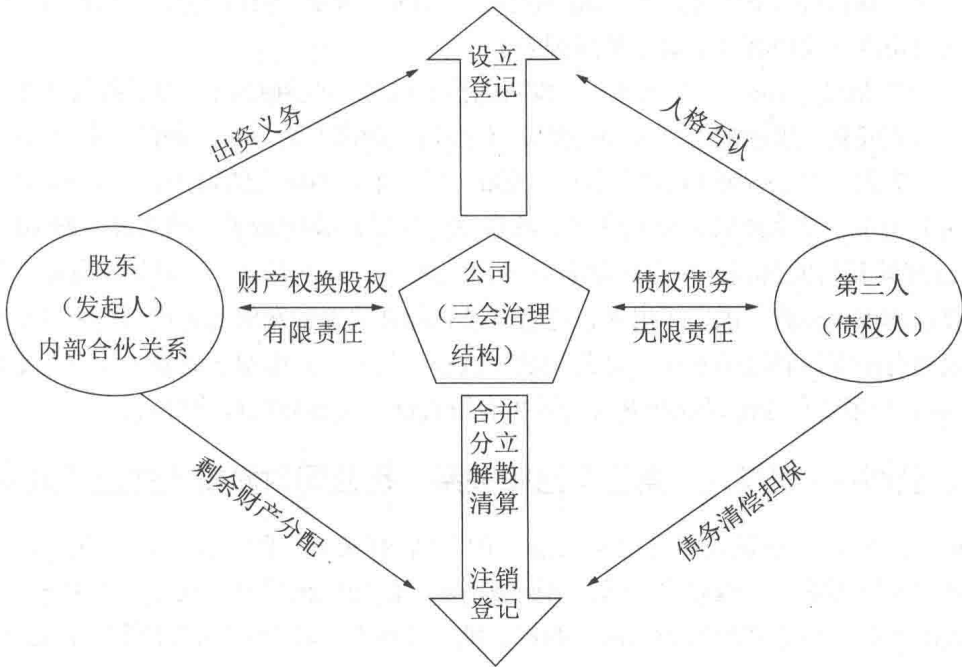 设立
登记
出资义务
人格否认
股东
（发起人）
内部合伙关系
财产权换股权
有限责任
公司
（三会治理
结构）
债权债务
无限责任
第三人
（债权人）
合并
分立
解散
清算
剩余财产分配
债务清偿担保
注销
登记